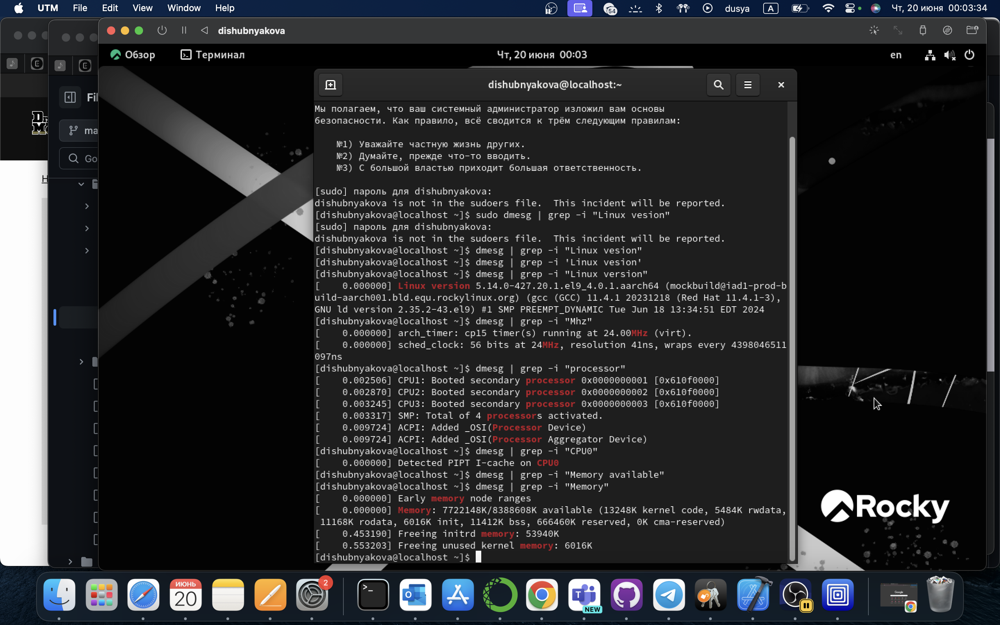 UTM File Edit View Window Help
54 dusya A Чт, 20 июня 00:03:34
dishubnyakova
Обзор Терминал Чт, 20 июня 00:03 en
dishubnyakova@localhost:~
Fil
ma
Go
Н
Мы полагаем, что ваш системный администратор изложил вам основы
безопасности. Как правило, всё сводится к трём следующим правилам:
№1) Уважайте частную жизнь других.
№2) Думайте, прежде что-то вводить.
№3) С большой властью приходит большая ответственность.
[sudo] пароль для dishubnyakova:
dishubnyakova is not in the sudoers file.  This incident will be reported.
[dishubnyakova@localhost ~]$ sudo dmesg | grep -i "Linux vesion"
[sudo] пароль для dishubnyakova:
dishubnyakova is not in the sudoers file.  This incident will be reported.
[dishubnyakova@localhost ~]$ dmesg | grep -i "Linux vesion"
[dishubnyakova@localhost ~]$ dmesg | grep -i 'Linux vesion'
[dishubnyakova@localhost ~]$ dmesg | grep -i "Linux version"
[    0.000000] Linux version 5.14.0-427.20.1.el9_4.0.1.aarch64 (mockbuild@iad1-prod-b
uild-aarch001.bld.equ.rockylinux.org) (gcc (GCC) 11.4.1 20231218 (Red Hat 11.4.1-3),
GNU ld version 2.35.2-43.el9) #1 SMP PREEMPT_DYNAMIC Tue Jun 18 13:34:51 EDT 2024
[dishubnyakova@localhost ~]$ dmesg | grep -i "Mhz"
[    0.000000] arch_timer: cp15 timer(s) running at 24.00MHz (virt).
[    0.000000] sched_clock: 56 bits at 24MHz, resolution 41ns, wraps every 4398046511
097ns
[dishubnyakova@localhost ~]$ dmesg | grep -i "processor"
[    0.002506] CPU1: Booted secondary processor 0x0000000001 [0x610f0000]
[    0.002870] CPU2: Booted secondary processor 0x0000000002 [0x610f0000]
[    0.003245] CPU3: Booted secondary processor 0x0000000003 [0x610f0000]
[    0.003317] SMP: Total of 4 processors activated.
[    0.009724] ACPI: Added _OSI(Processor Device)
[    0.009724] ACPI: Added _OSI(Processor Aggregator Device)
[dishubnyakova@localhost ~]$ dmesg | grep -i "CPU0"
[    0.000000] Detected PIPT I-cache on CPU0
[dishubnyakova@localhost ~]$ dmesg | grep -i "Memory available"
[dishubnyakova@localhost ~]$ dmesg | grep -i "Memory"
[    0.000000] Early memory node ranges
[    0.000000] Memory: 7722148K/8388608K available (13248K kernel code, 5484K rwdata,
11168K rodata, 6016K init, 11412K bss, 666460K reserved, 0K cma-reserved)
[    0.453190] Freeing initrd memory: 53940K
[    0.553203] Freeing unused kernel memory: 6016K
[dishubnyakova@localhost ~]$
Rocky
ИЮНЬ
20
2
NEW
Google